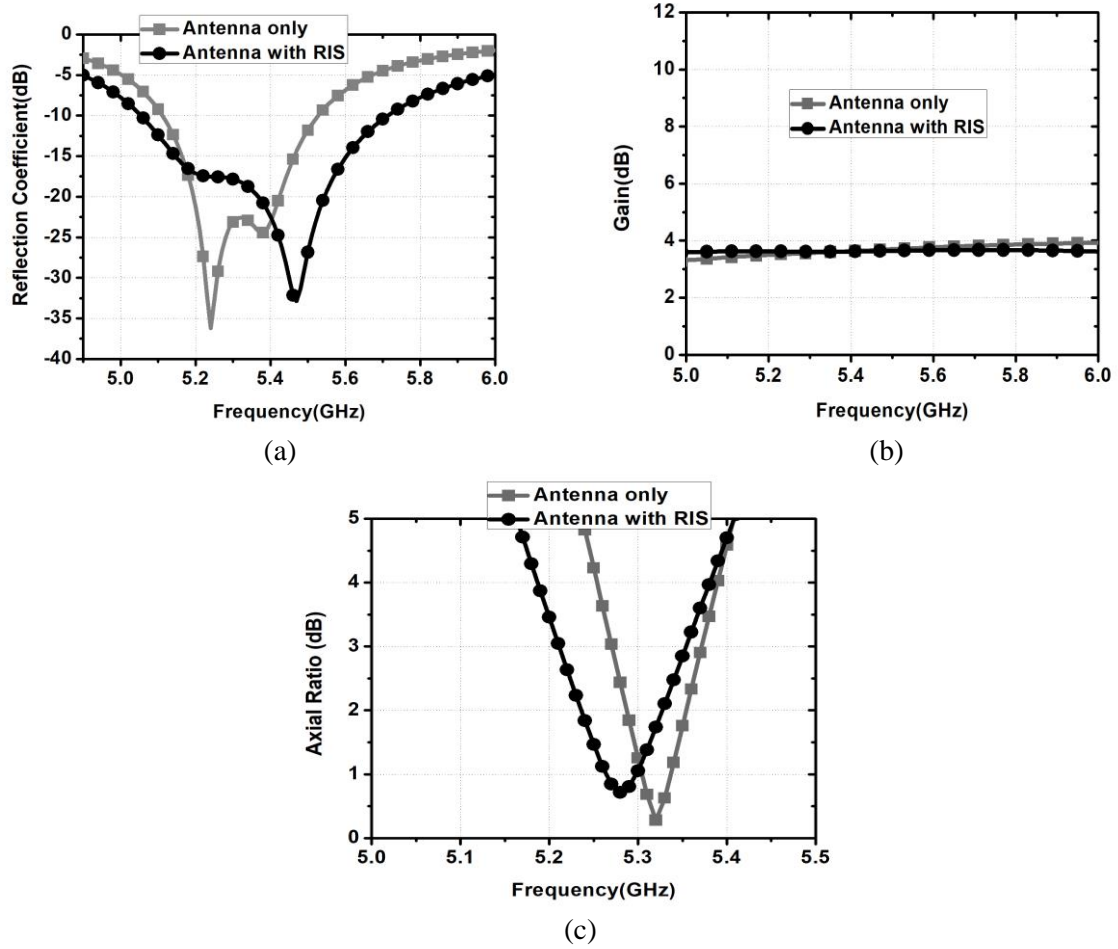 Antenna only
Antenna with RIS
0
-5
-10
-15
-20
-25
-30
-35
-40
Reflection Coefficient(dB)
5.0 5.2 5.4 5.6 5.8 6.0
Frequency(GHz)
(a)
12
10
8
6
4
2
0
Gain(dB)
Antenna only
Antenna with RIS
5.0 5.2 5.4 5.6 5.8 6.0
Frequency(GHz)
(b)
Antenna only
Antenna with RIS
5
4
3
2
1
0
Axial Ratio (dB)
5.0 5.1 5.2 5.3 5.4 5.5
Frequency(GHz)
(c)